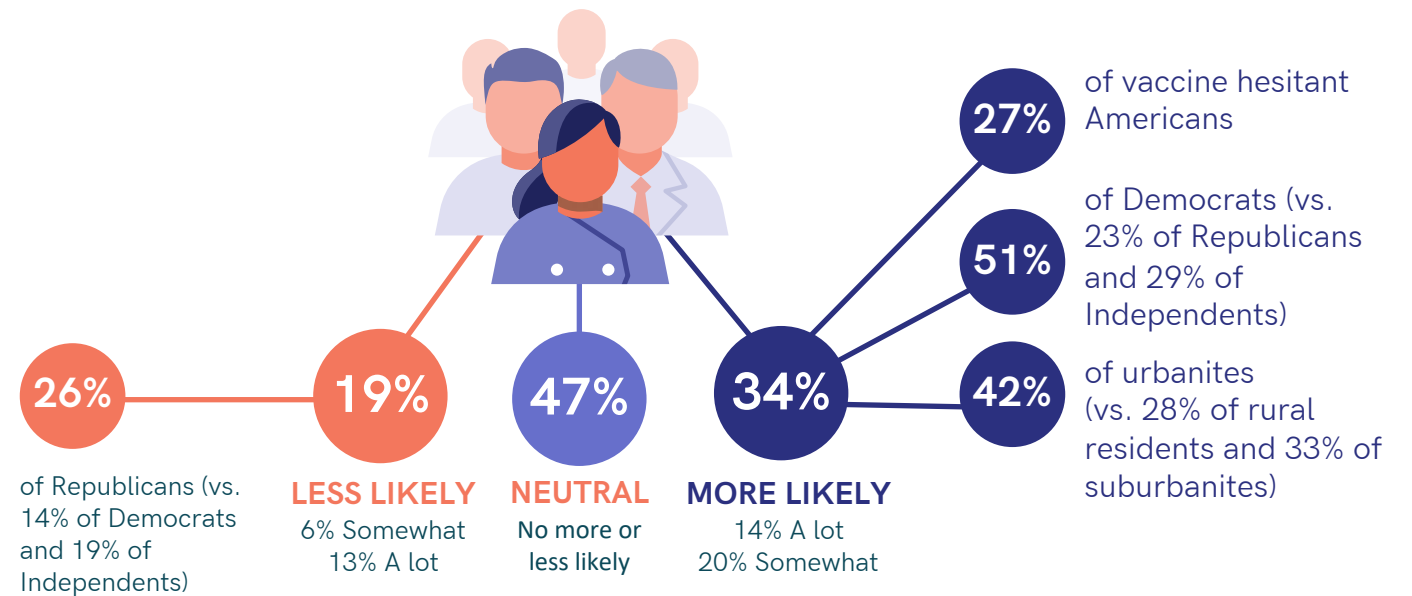 26%
of Republicans (vs.
14% of Democrats
and 19% of
Independents)
19%
LESS LIKELY
6% Somewhat
13% A lot
47%
NEUTRAL
No more or
less likely
34%
MORE LIKELY
14% A lot
20% Somewhat
27%
of vaccine hesitant
Americans
51%
of Democrats (vs.
23% of Republicans
and 29% of
Independents)
42%
of urbanites
(vs. 28% of rural
residents and 33% of
suburbanites)